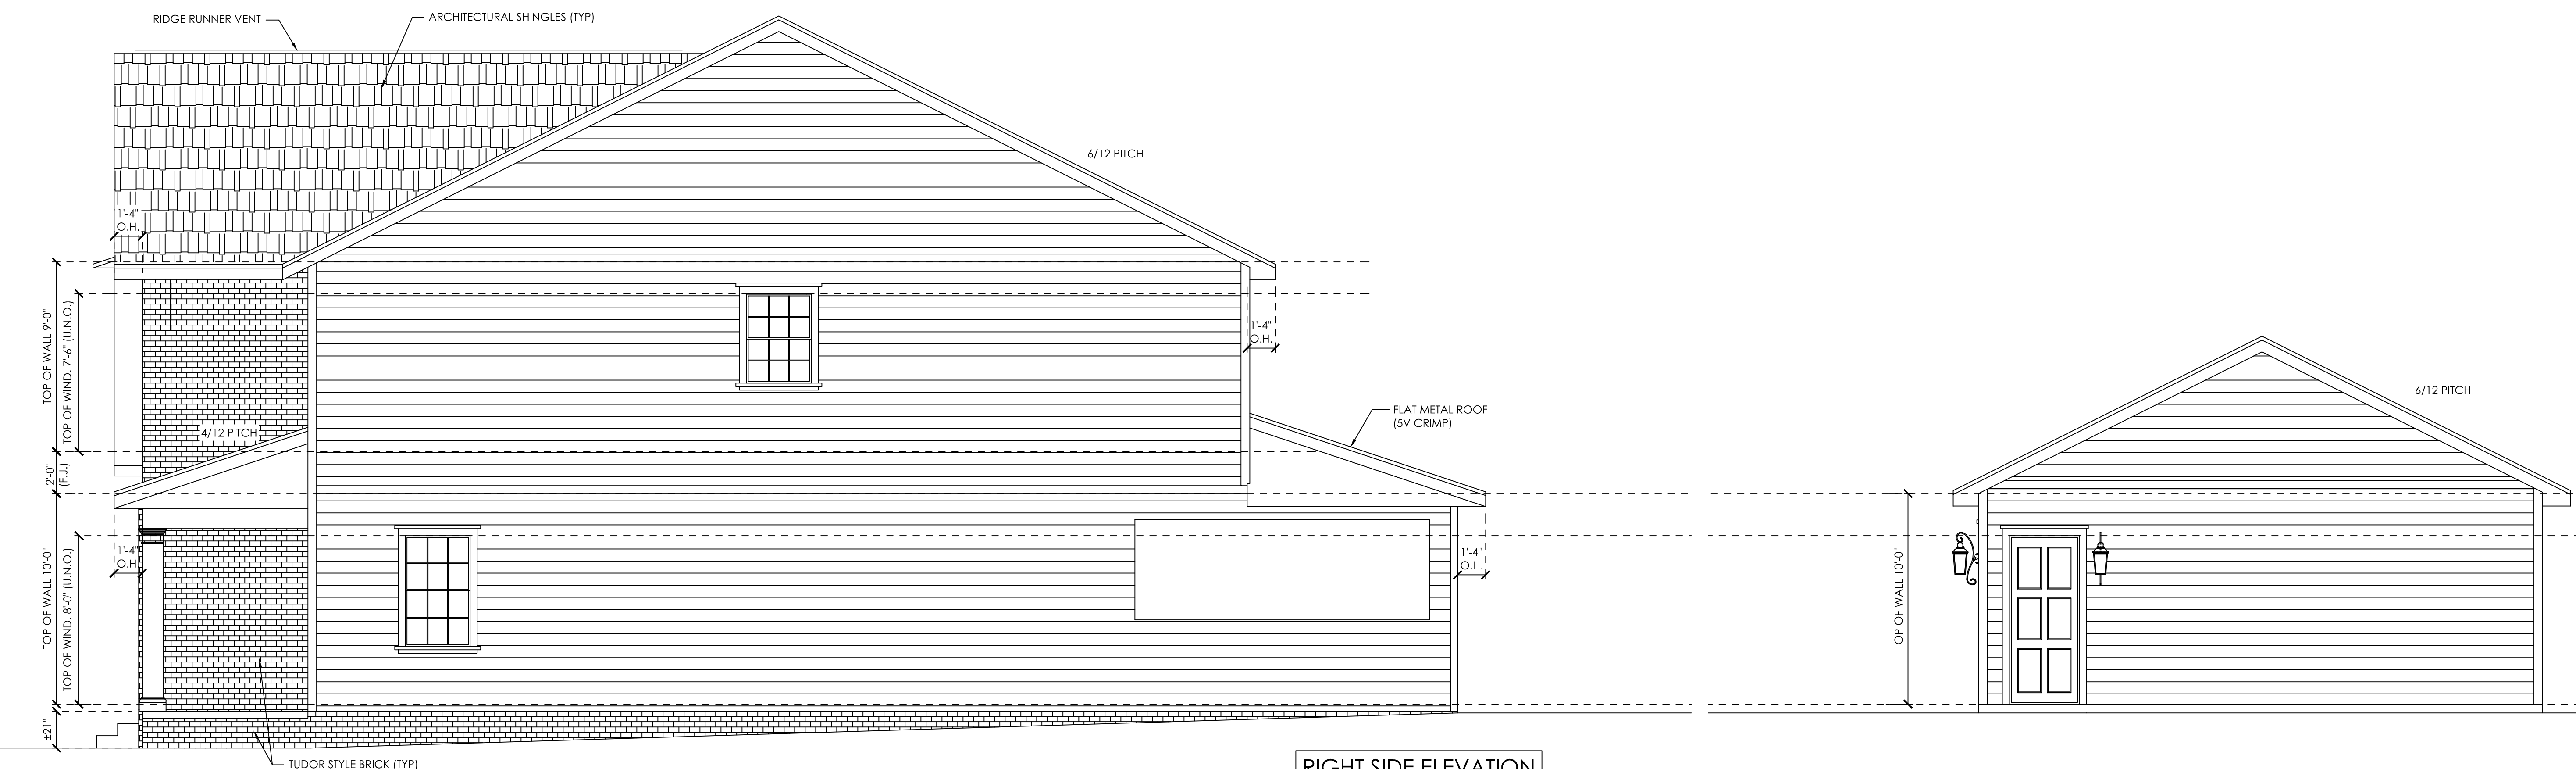 RIDGE RUNNER VENT
ARCHITECTURAL SHINGLES (TYP)
6/12 PITCH
1'-4"
O.H.
TOP OF WALL 9'-0"
TOP OF WIND. 7'-6" (U.N.O.)
1'-4"
O.H.
6/12 PITCH
FLAT METAL ROOF
(5V CRIMP)
4/12 PITCH
2'-0"
(F.J.)
TOP OF WALL 10'-0"
TOP OF WIND. 8'-0" (U.N.O.)
1'-4"
O.H.
1'-4"
O.H.
TOP OF WALL 10'-0"
±21"
TUDOR STYLE BRICK (TYP)
RIGHT SIDE ELEVATION